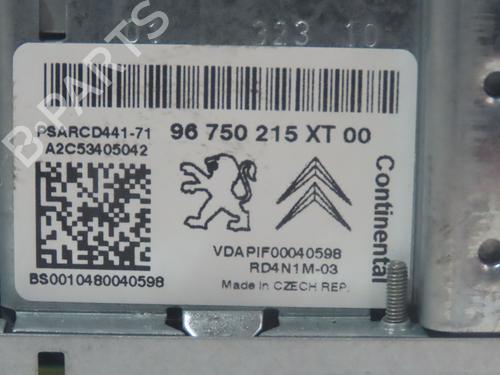 323 10
PSARCD441-71 96 750 215 XT 00
A2C53405042
Continental
VDAPIF00040598
RD4N1M-03
BS0010480040598 Made in CZECH REP.
B-PARTS